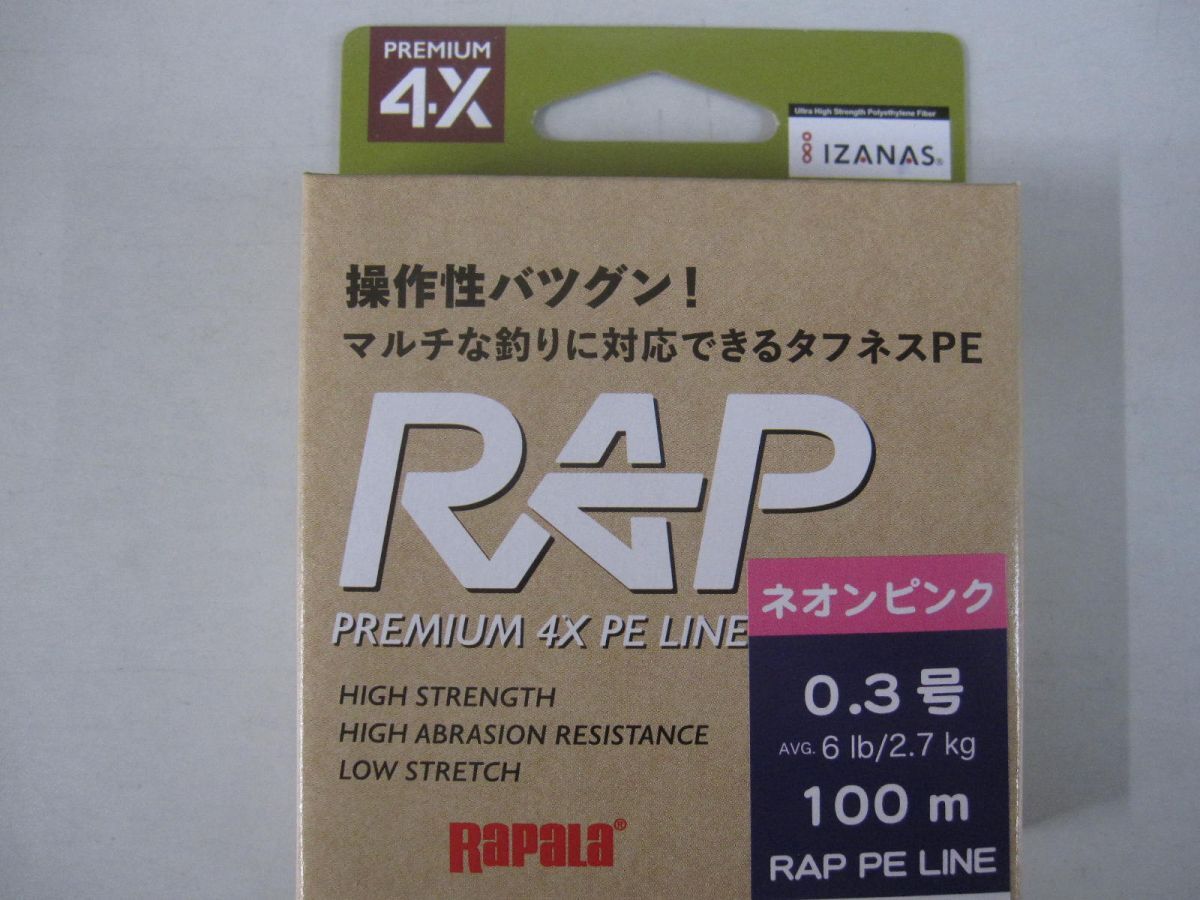 PREMIUM
4X
Ultra High Strength Polyethylene Fiber
IZANAS®
操作性バツグン！
マルチな釣りに対応できるタフネスPE
RAP
PREMIUM 4X PE LINE
HIGH STRENGTH
HIGH ABRASION RESISTANCE
LOW STRETCH
Rapala®
ネオンピンク
0.3号
AVG. 6 lb/2.7 kg
100 m
RAP PE LINE